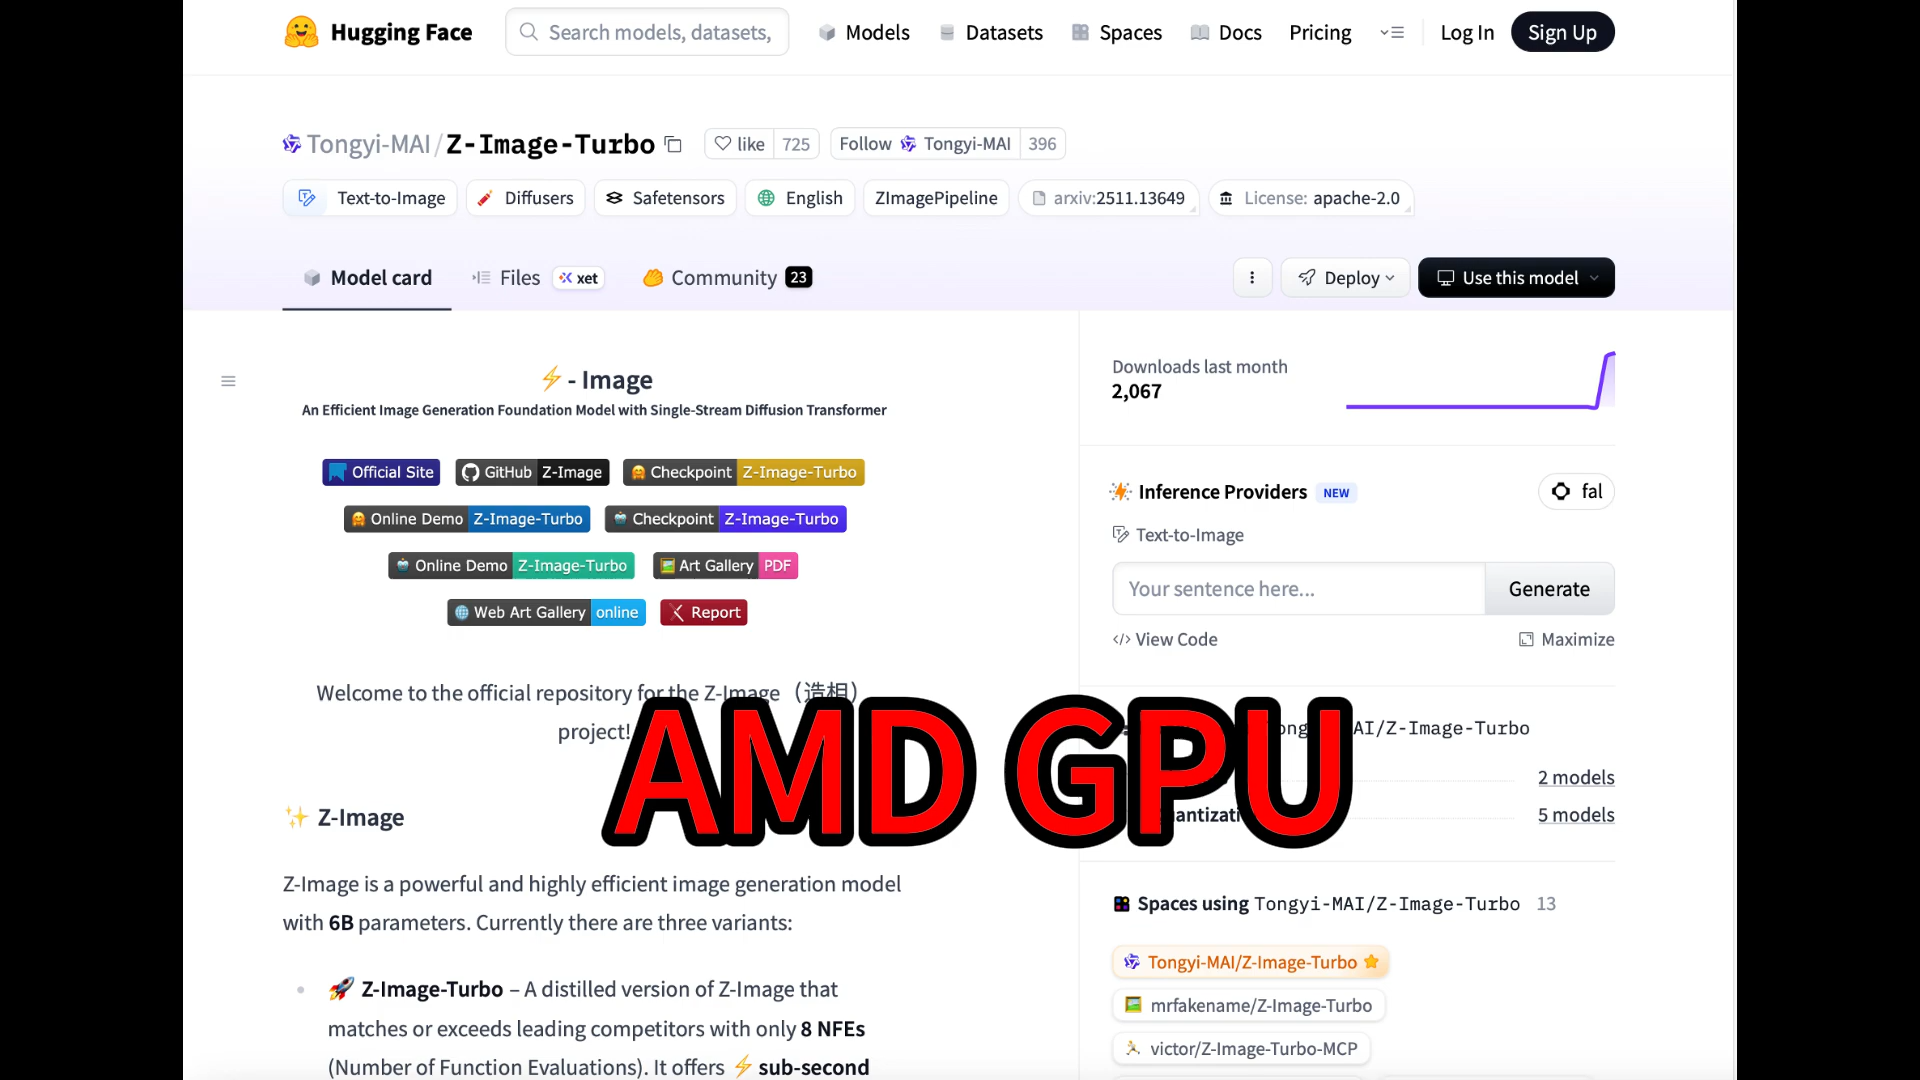 Hugging Face
Search models, datasets,
Models
Datasets
Spaces
Docs
Pricing
Log In
Sign Up
Tongyi-MAI/Z-Image-Turbo
like 725
Follow Tongyi-MAI 396
Text-to-Image
Diffusers
Safetensors
English
ZImagePipeline
arxiv:2511.13649
License: apache-2.0
Model card
Files xet
Community 23
Deploy
Use this model
⚡- Image
An Efficient Image Generation Foundation Model with Single-Stream Diffusion Transformer
Official Site
GitHub Z-Image
Checkpoint Z-Image-Turbo
Online Demo Z-Image-Turbo
Checkpoint Z-Image-Turbo
Online Demo Z-Image-Turbo
Art Gallery PDF
Web Art Gallery online
Report
Welcome to the official repository for the Z-Image（造相）
project!
✨ Z-Image
Z-Image is a powerful and highly efficient image generation model
with 6B parameters. Currently there are three variants:
• 🚀 Z-Image-Turbo – A distilled version of Z-Image that
matches or exceeds leading competitors with only 8 NFEs
(Number of Function Evaluations). It offers ⚡ sub-second
Downloads last month
2,067
Inference Providers NEW
fal
Text-to-Image
Your sentence here...
Generate
View Code
Maximize
AI/Z-Image-Turbo
2 models
5 models
AMD GPU
Spaces using Tongyi-MAI/Z-Image-Turbo 13
Tongyi-MAI/Z-Image-Turbo
mrfakename/Z-Image-Turbo
victor/Z-Image-Turbo-MCP